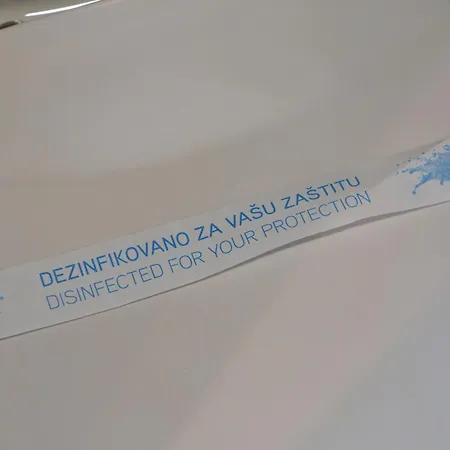 DEZINFIKOVANO ZA VAŠU ZAŠTITU
DISINFECTED FOR YOUR PROTECTION